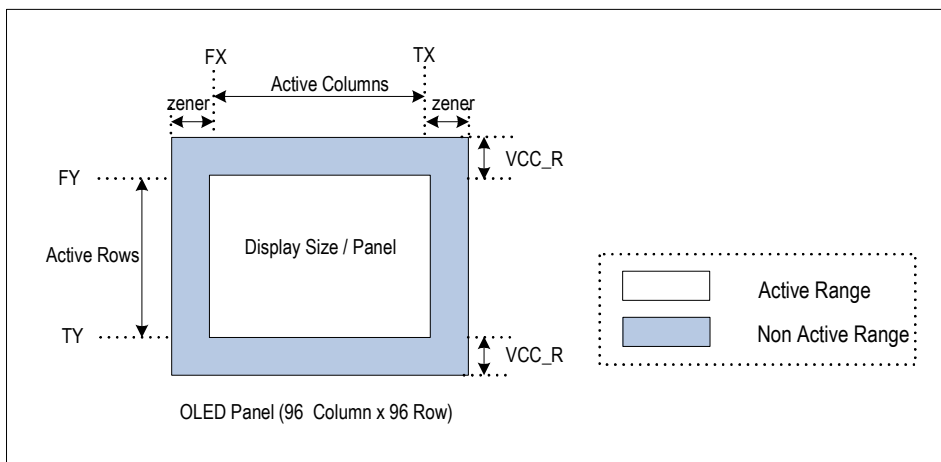 FX
TX
Active Columns
zener
zener
VCC_R
FY
Active Rows
Display Size / Panel
TY
VCC_R
Active Range
Non Active Range
OLED Panel (96 Column x 96 Row)